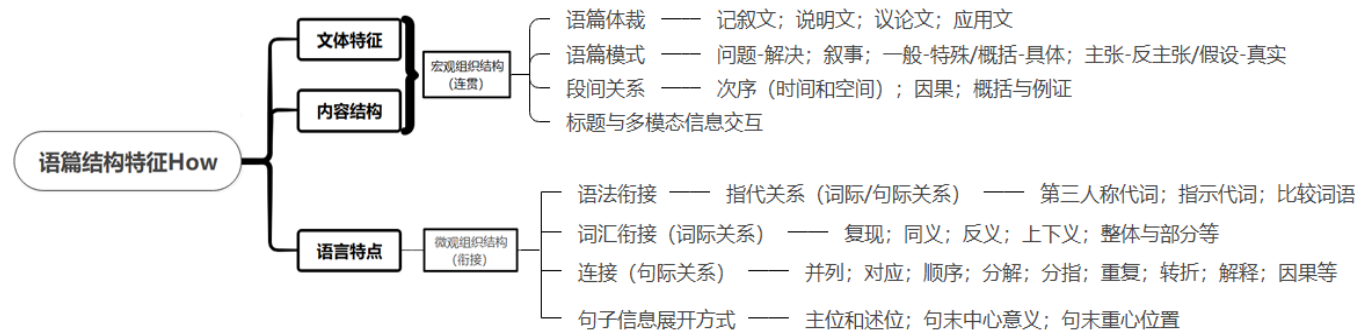 语篇结构特征How
文体特征
内容结构
宏观组织结构
（连贯）
语篇体裁 —— 记叙文；说明文；议论文；应用文
语篇模式 —— 问题-解决；叙事；一般-特殊/概括-具体；主张-反主张/假设-真实
段间关系 —— 次序（时间和空间）；因果；概括与例证
标题与多模态信息交互
语言特点
微观组织结构
（衔接）
语法衔接 —— 指代关系（词际/句际关系） —— 第三人称代词；指示代词；比较词语
词汇衔接（词际关系） —— 复现；同义；反义；上下义；整体与部分等
连接（句际关系） —— 并列；对应；顺序；分解；分指；重复；转折；解释；因果等
句子信息展开方式 —— 主位和述位；句末中心意义；句末重心位置